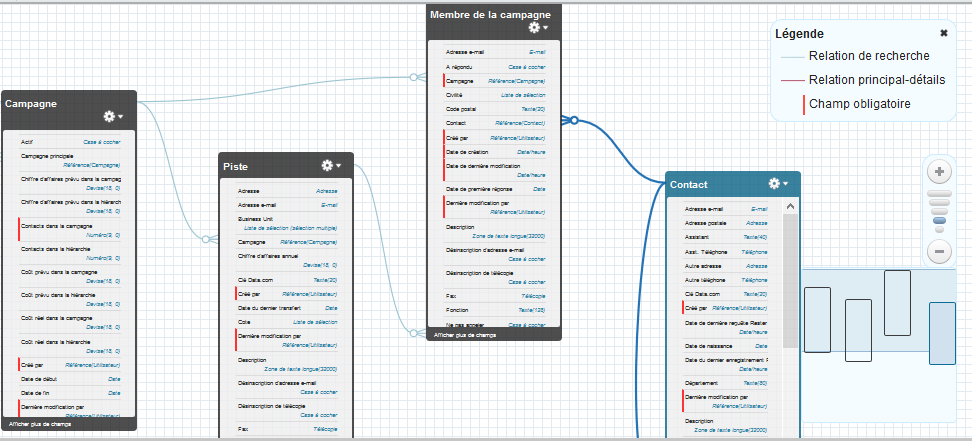 Campagne
Actif Case à cocher
Campagne principale
Référence(Campagne)
Chiffre d'affaires prévu dans la campag
Devise(18, 0)
Chiffre d'affaires prévu dans la hiérarch
Devise(18, 0)
Contacts dans la campagne
Numéro(9, 0)
Contacts dans la hiérarchie
Numéro(9, 0)
Coût prévu dans la campagne
Devise(18, 0)
Coût prévu dans la hiérarchie
Devise(18, 0)
Coût réel dans la campagne
Devise(18, 0)
Coût réel dans la hiérarchie
Devise(18, 0)
Créé par Référence(Utilisateur)
Date de début Date
Date de fin Date
Dernière modification par
Référence(Utilisateur)
Afficher plus de champs
Piste
Adresse Adresse
Adresse e-mail E-mail
Business Unit
Liste de sélection (sélection multiple)
Campagne Référence(Campagne)
Chiffre d'affaires annuel
Devise(18, 0)
Clé Data.com Texte(20)
Créé par Référence(Utilisateur)
Date du dernier transfert Date
Cote Liste de sélection
Dernière modification par
Référence(Utilisateur)
Description
Zone de texte longue(32000)
Désinscription d'adresse e-mail
Case à cocher
Désinscription de télécopie
Case à cocher
Fax Télécopie
Membre de la campagne
Adresse e-mail E-mail
A répondu Case à cocher
Campagne Référence(Campagne)
Civilité Liste de sélection
Code postal Texte(20)
Contact Référence(Contact)
Créé par Référence(Utilisateur)
Date de création Date/heure
Date de dernière modification
Date/heure
Date de première réponse Date
Dernière modification par
Référence(Utilisateur)
Description
Zone de texte longue(32000)
Désinscription d'adresse e-mail
Case à cocher
Désinscription de télécopie
Case à cocher
Fax Télécopie
Fonction Texte(128)
Ne pas appeler Case à cocher
Afficher plus de champs
Contact
Adresse e-mail E-mail
Adresse postale Adresse
Assistant Texte(40)
Asst. Téléphone Téléphone
Autre adresse Adresse
Autre téléphone Téléphone
Clé Data.com Texte(20)
Créé par Référence(Utilisateur)
Date de dernière requête Rester
Date/heure
Date de naissance Date
Date du dernier enregistrement F
Date/heure
Département Texte(80)
Dernière modification par
Référence(Utilisateur)
Description
Zone de texte longue(32000)
Légende
Relation de recherche
Relation principal-détails
Champ obligatoire